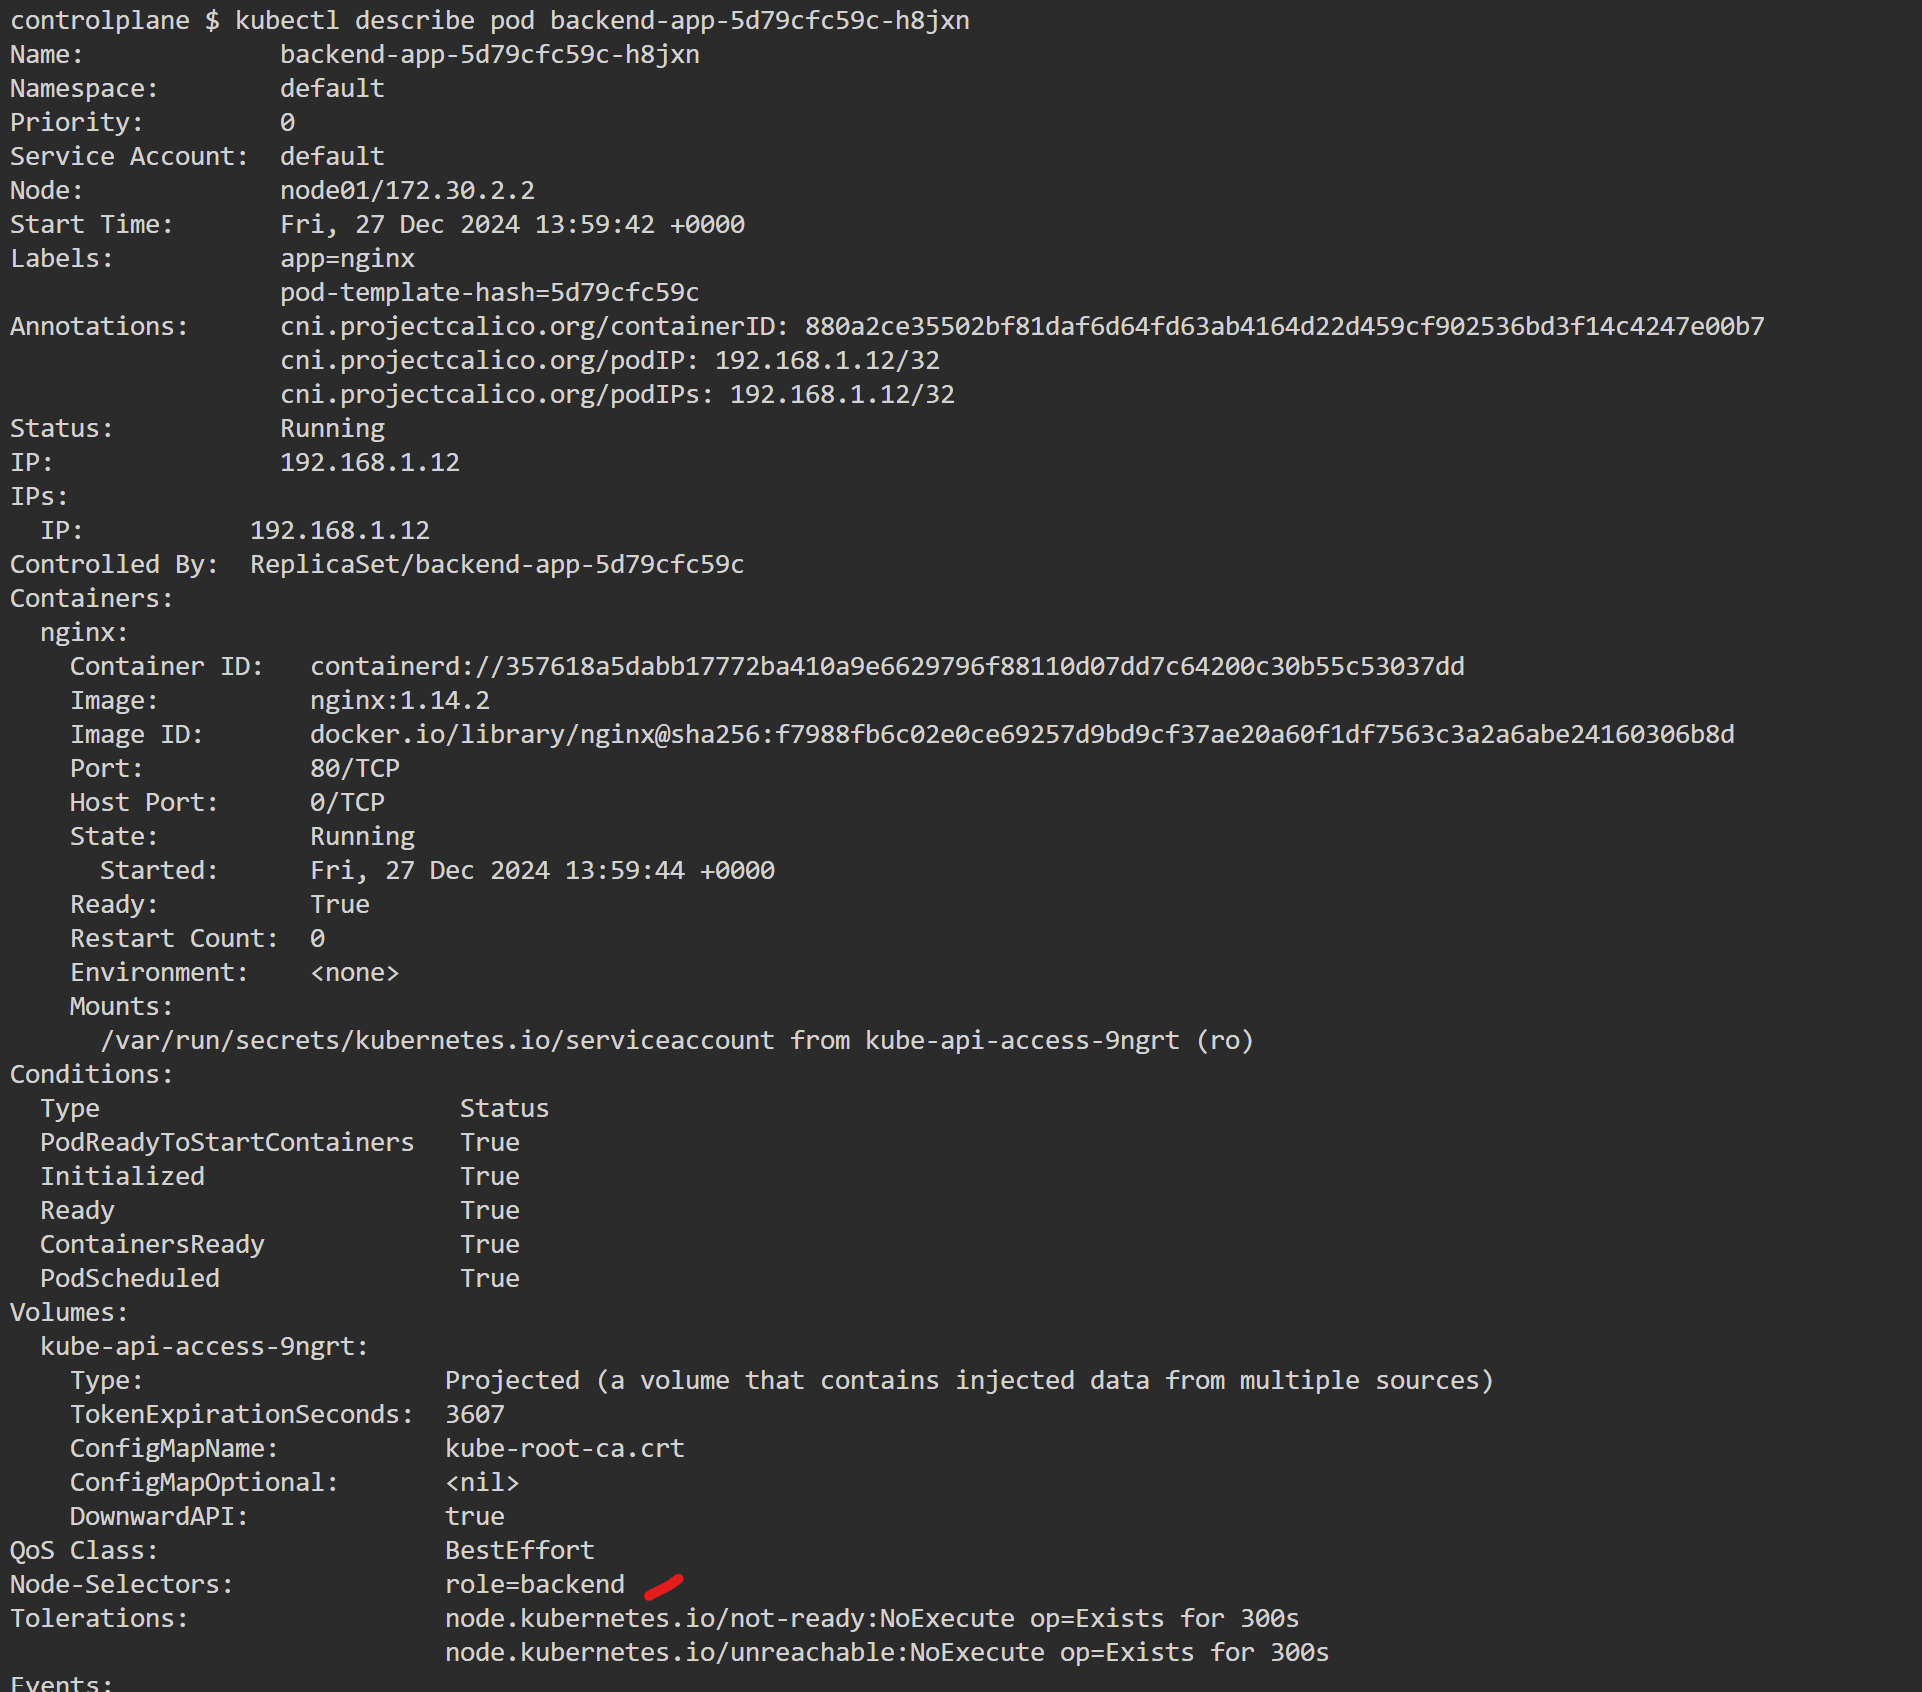 controlplane $ kubectl describe pod backend-app-5d79cfc59c-h8jxn
Name:             backend-app-5d79cfc59c-h8jxn
Namespace:        default
Priority:         0
Service Account:  default
Node:             node01/172.30.2.2
Start Time:       Fri, 27 Dec 2024 13:59:42 +0000
Labels:           app=nginx
                  pod-template-hash=5d79cfc59c
Annotations:      cni.projectcalico.org/containerID: 880a2ce35502bf81daf6d64fd63ab4164d22d459cf902536bd3f14c4247e00b7
                  cni.projectcalico.org/podIP: 192.168.1.12/32
                  cni.projectcalico.org/podIPs: 192.168.1.12/32
Status:           Running
IP:               192.168.1.12
IPs:
  IP:           192.168.1.12
Controlled By:  ReplicaSet/backend-app-5d79cfc59c
Containers:
  nginx:
    Container ID:   containerd://357618a5dabb17772ba410a9e6629796f88110d07dd7c64200c30b55c53037dd
    Image:          nginx:1.14.2
    Image ID:       docker.io/library/nginx@sha256:f7988fb6c02e0ce69257d9bd9cf37ae20a60f1df7563c3a2a6abe24160306b8d
    Port:           80/TCP
    Host Port:      0/TCP
    State:          Running
      Started:      Fri, 27 Dec 2024 13:59:44 +0000
    Ready:          True
    Restart Count:  0
    Environment:    <none>
    Mounts:
      /var/run/secrets/kubernetes.io/serviceaccount from kube-api-access-9ngrt (ro)
Conditions:
  Type                        Status
  PodReadyToStartContainers   True
  Initialized                 True
  Ready                       True
  ContainersReady             True
  PodScheduled                True
Volumes:
  kube-api-access-9ngrt:
    Type:                    Projected (a volume that contains injected data from multiple sources)
    TokenExpirationSeconds:  3607
    ConfigMapName:           kube-root-ca.crt
    ConfigMapOptional:       <nil>
    DownwardAPI:             true
QoS Class:                   BestEffort
Node-Selectors:              role=backend
Tolerations:                 node.kubernetes.io/not-ready:NoExecute op=Exists for 300s
                             node.kubernetes.io/unreachable:NoExecute op=Exists for 300s
Events: